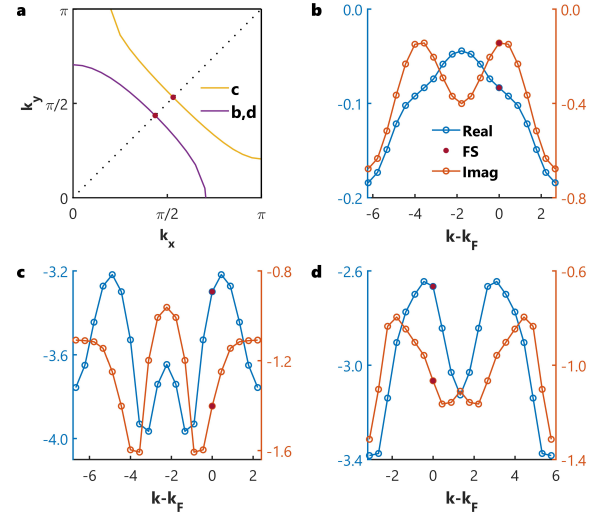 a
π
π/2
0
k_y
0
π/2
π
k_x
c
b,d
b
0.0
-0.1
-0.2
0.0
-0.4
-0.8
-6
-4
-2
0
2
k-k_F
Real
FS
Imag
c
-3.2
-3.6
-4.0
-0.8
-1.2
-1.6
-6
-4
-2
0
2
k-k_F
d
-2.6
-3.0
-3.4
-0.6
-1.0
-1.4
-2
0
2
4
6
k-k_F